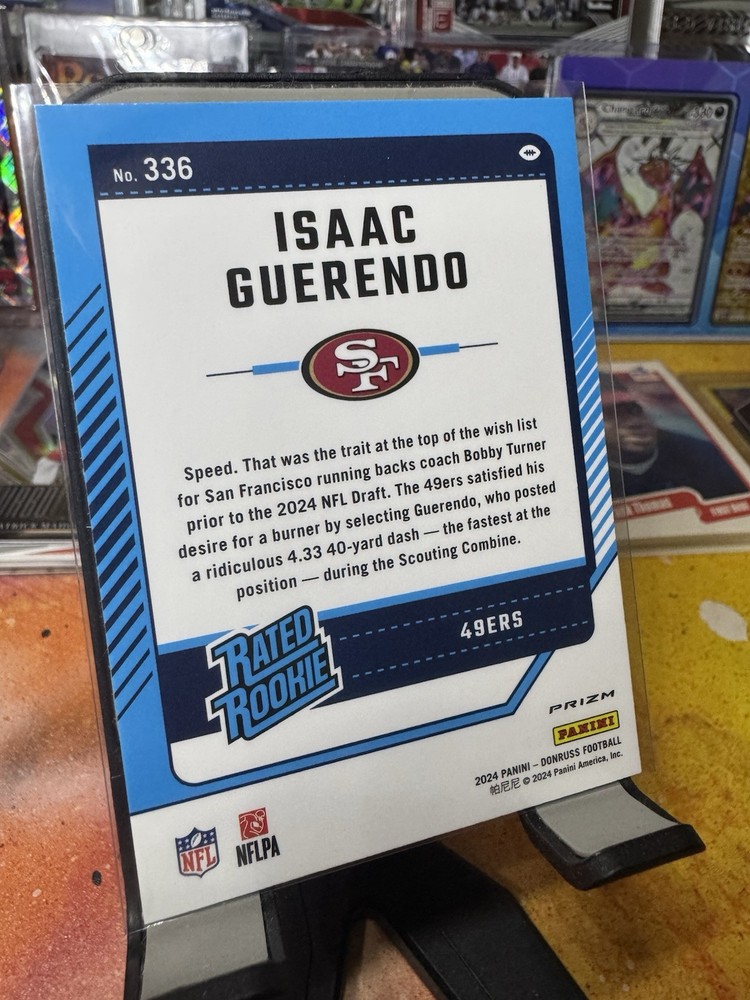 No. 336
ISAAC
GUERENDO
SF
Speed. That was the trait at the top of the wish list
for San Francisco running backs coach Bobby Turner
prior to the 2024 NFL Draft. The 49ers satisfied his
desire for a burner by selecting Guerendo, who posted
a ridiculous 4.33 40-yard dash — the fastest at the
position — during the Scouting Combine.
RATED
ROOKIE
49ERS
PRIZM
PANINI
2024 PANINI – DONRUSS FOOTBALL
帕尼尼 © 2024 Panini America, Inc.
NFL
NFLPA